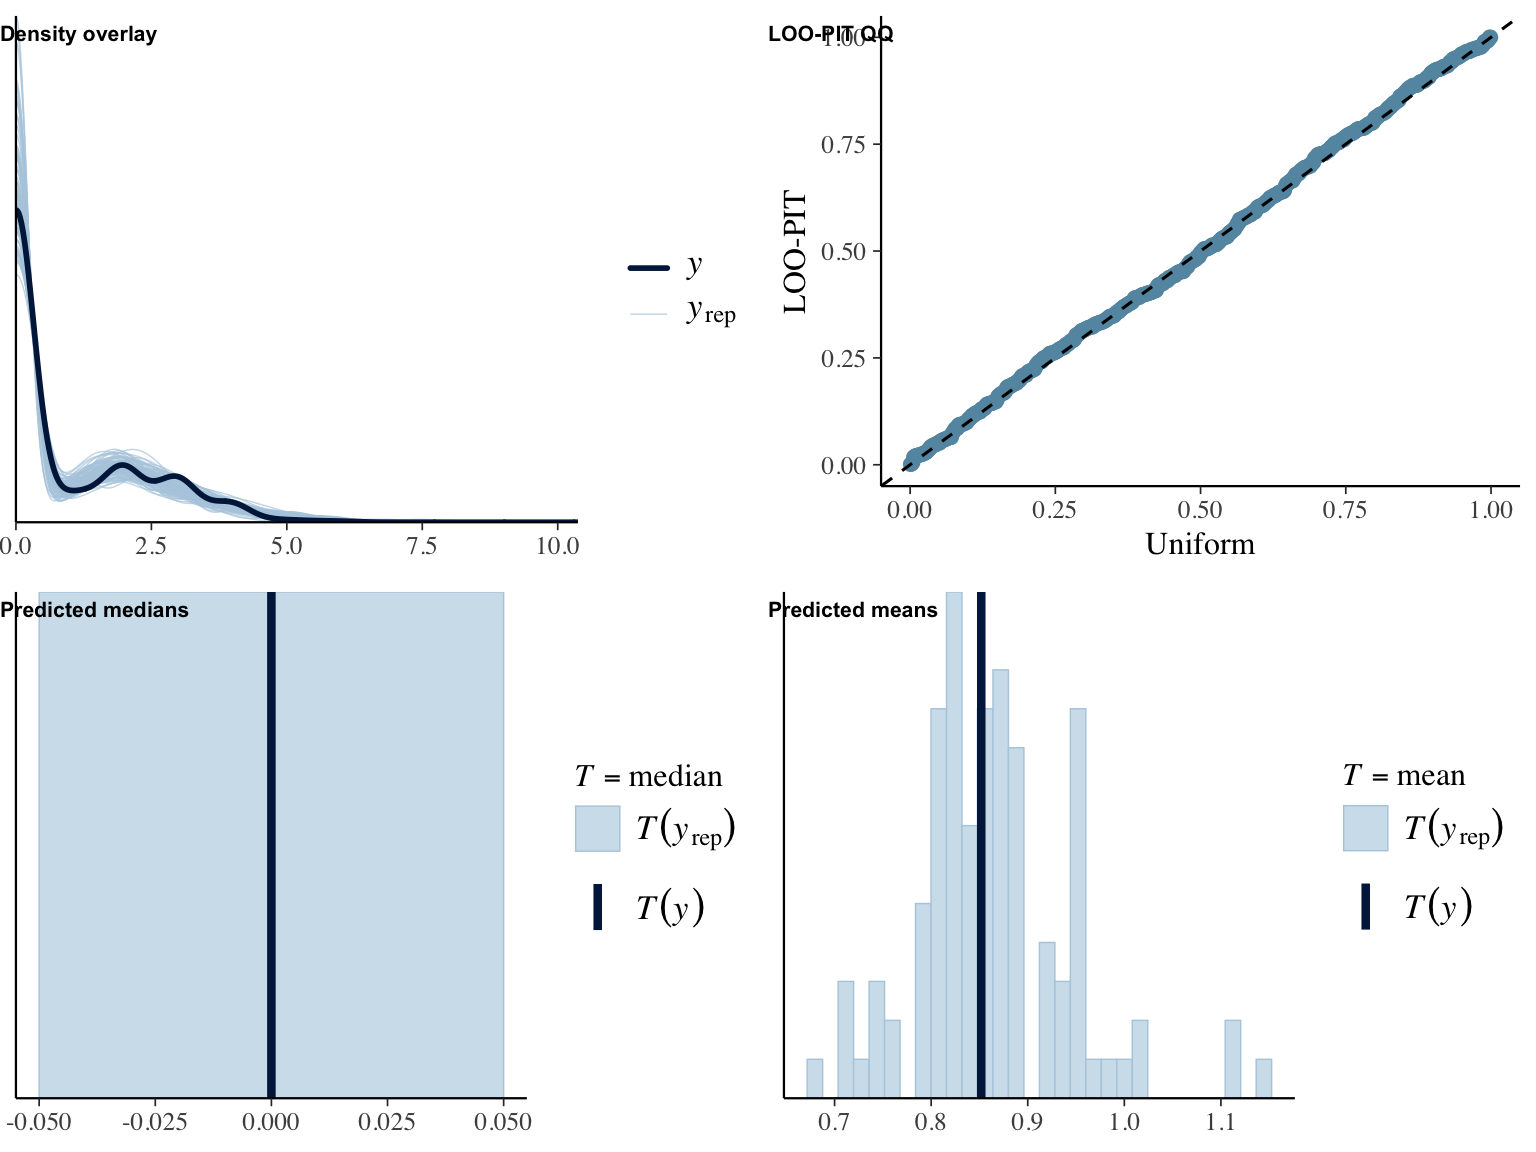 Density overlay
y
yrep
0.0 2.5 5.0 7.5 10.0
LOO-PIT QQ
1.00
0.75
0.50
0.25
0.00
LOO-PIT
0.00 0.25 0.50 0.75 1.00
Uniform
Predicted medians
T = median
T(yrep)
T(y)
-0.050 -0.025 0.000 0.025 0.050
Predicted means
T = mean
T(yrep)
T(y)
0.7 0.8 0.9 1.0 1.1